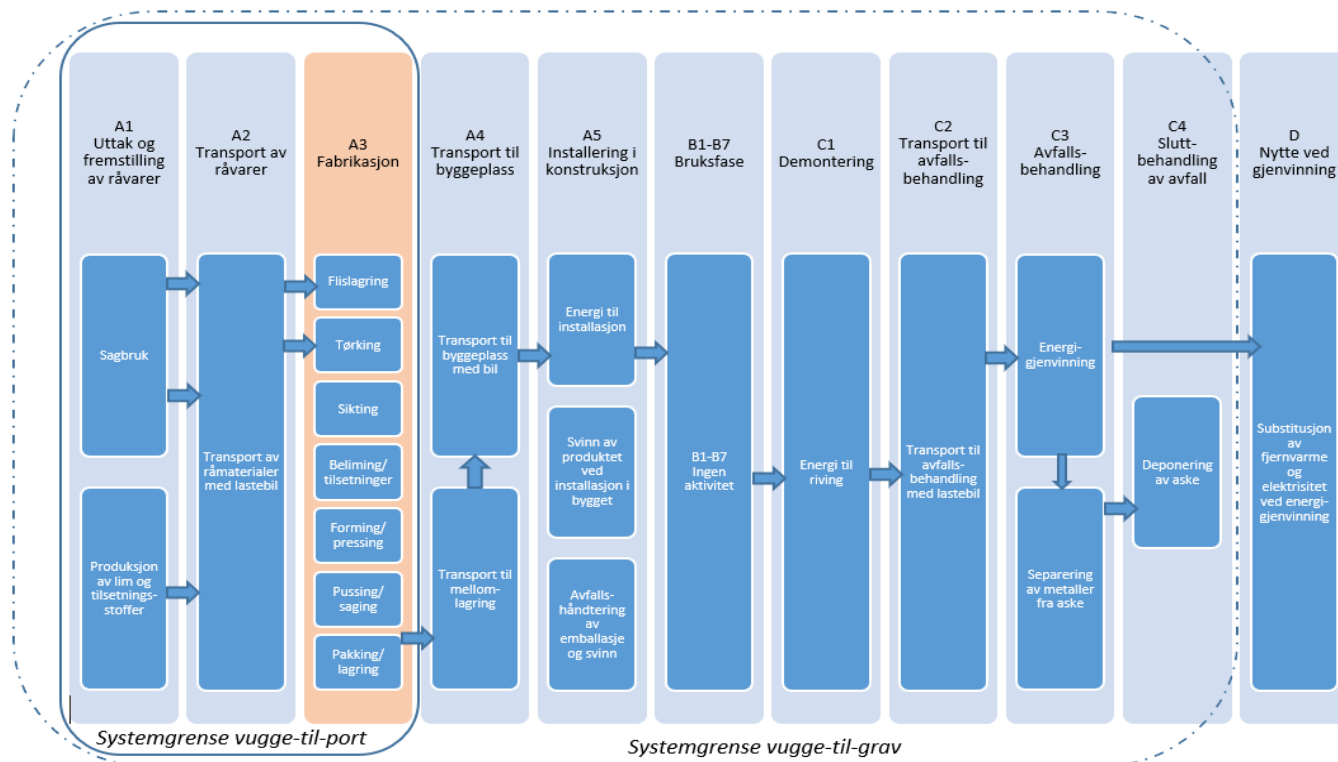 A1
Uttak og
fremstilling
av råvarer
A2
Transport av
råvarer
A3
Fabrikasjon
A4
Transport til
byggeplass
A5
Installering i
konstruksjon
B1-B7
Bruksfase
C1
Demontering
C2
Transport til
avfalls-
behandling
C3
Avfalls-
behandling
C4
Slutt-
behandling
av avfall
D
Nytte ved
gjenvinning
Sagbruk
Produksjon
av lim og
tilsetnings-
stoffer
Transport av
råmaterialer
med lastebil
Flislagring
Tørking
Sikting
Beliming/
tilsetninger
Forming/
pressing
Pussing/
saging
Pakking/
lagring
Transport til
byggeplass
med bil
Transport til
mellom-
lagring
Energi til
installasjon
Svinn av
produktet ved
installasjon i
bygget
Avfalls-
håndtering
av
emballasje
og svinn
B1-B7
Ingen
aktivitet
Energi til
riving
Transport til
avfalls-
behandling
med lastebil
Energi-
gjenvinning
Separering
av metaller
fra aske
Deponering
av aske
Substitusjon
av
fjernvarme
og
elektrisitet
ved energi-
gjenvinning
Systemgrense vugge-til-port
Systemgrense vugge-til-grav